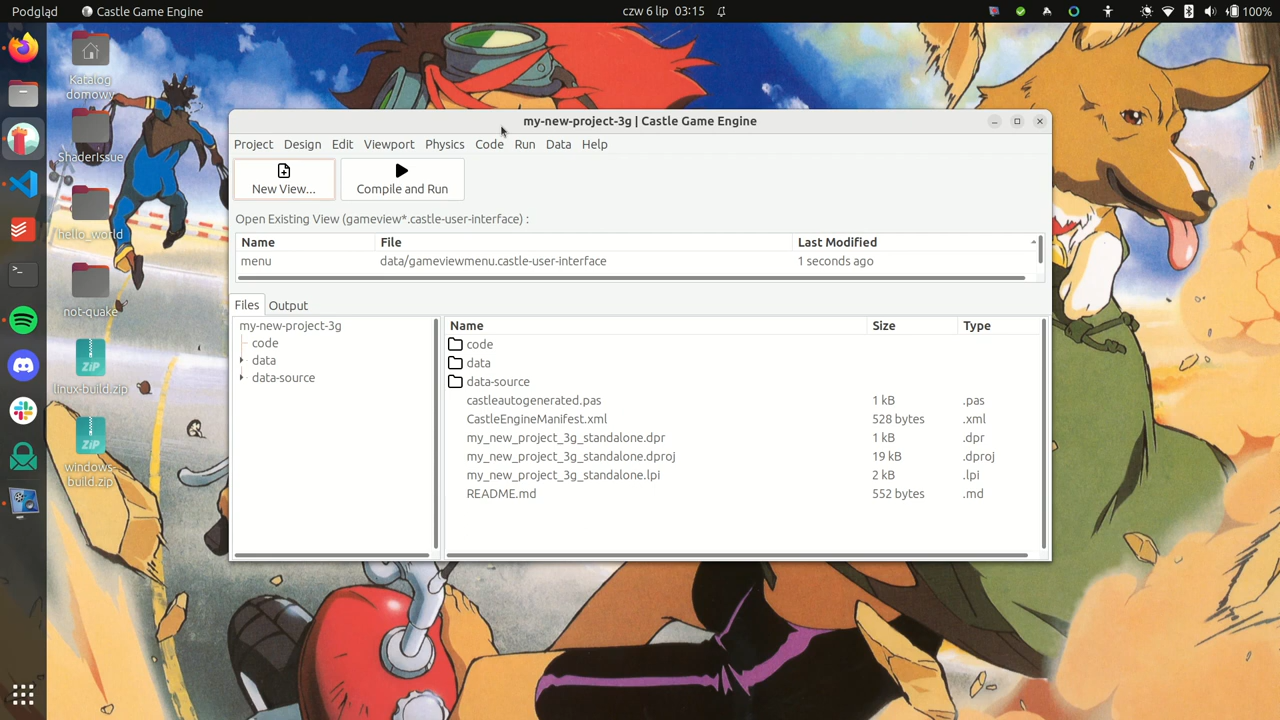 Podgląd
Castle Game Engine
czw 6 lip 03:15
100%
Katalog domowy
ShaderIssue
hello_world
not-quake
linux-build.zip
windows-build.zip
my-new-project-3g | Castle Game Engine
Project Design Edit Viewport Physics Code Run Data Help
New View... Compile and Run
Open Existing View (gameview*.castle-user-interface) :
Name File Last Modified
menu data/gameviewmenu.castle-user-interface 1 seconds ago
Files Output
my-new-project-3g
code
data
data-source
Name Size Type
code
data
data-source
castleautogenerated.pas 1 kB .pas
CastleEngineManifest.xml 528 bytes .xml
my_new_project_3g_standalone.dpr 1 kB .dpr
my_new_project_3g_standalone.dproj 19 kB .dproj
my_new_project_3g_standalone.lpi 2 kB .lpi
README.md 552 bytes .md
ZIP
ZIP